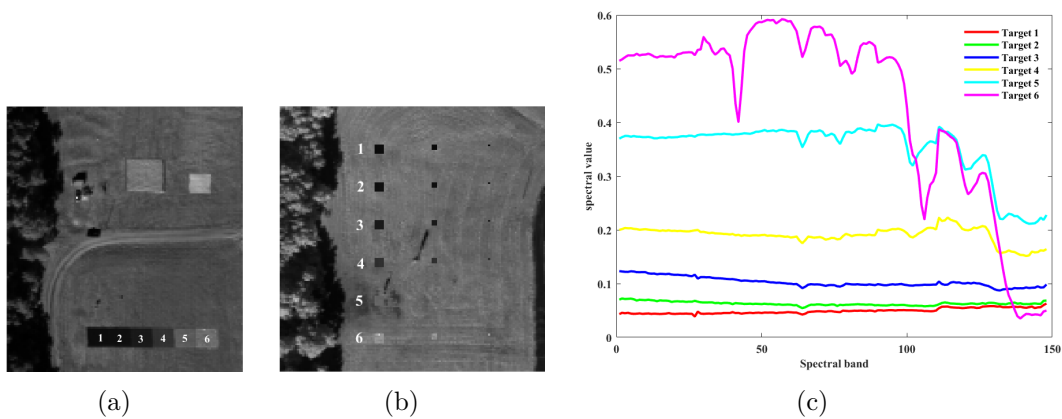 1 2 3 4 5 6
(a)
1
2
3
4
5
6
(b)
0.6
0.5
0.4
0.3
0.2
0.1
0
spectral value
0 50 100 150
Spectral band
Target 1
Target 2
Target 3
Target 4
Target 5
Target 6
(c)